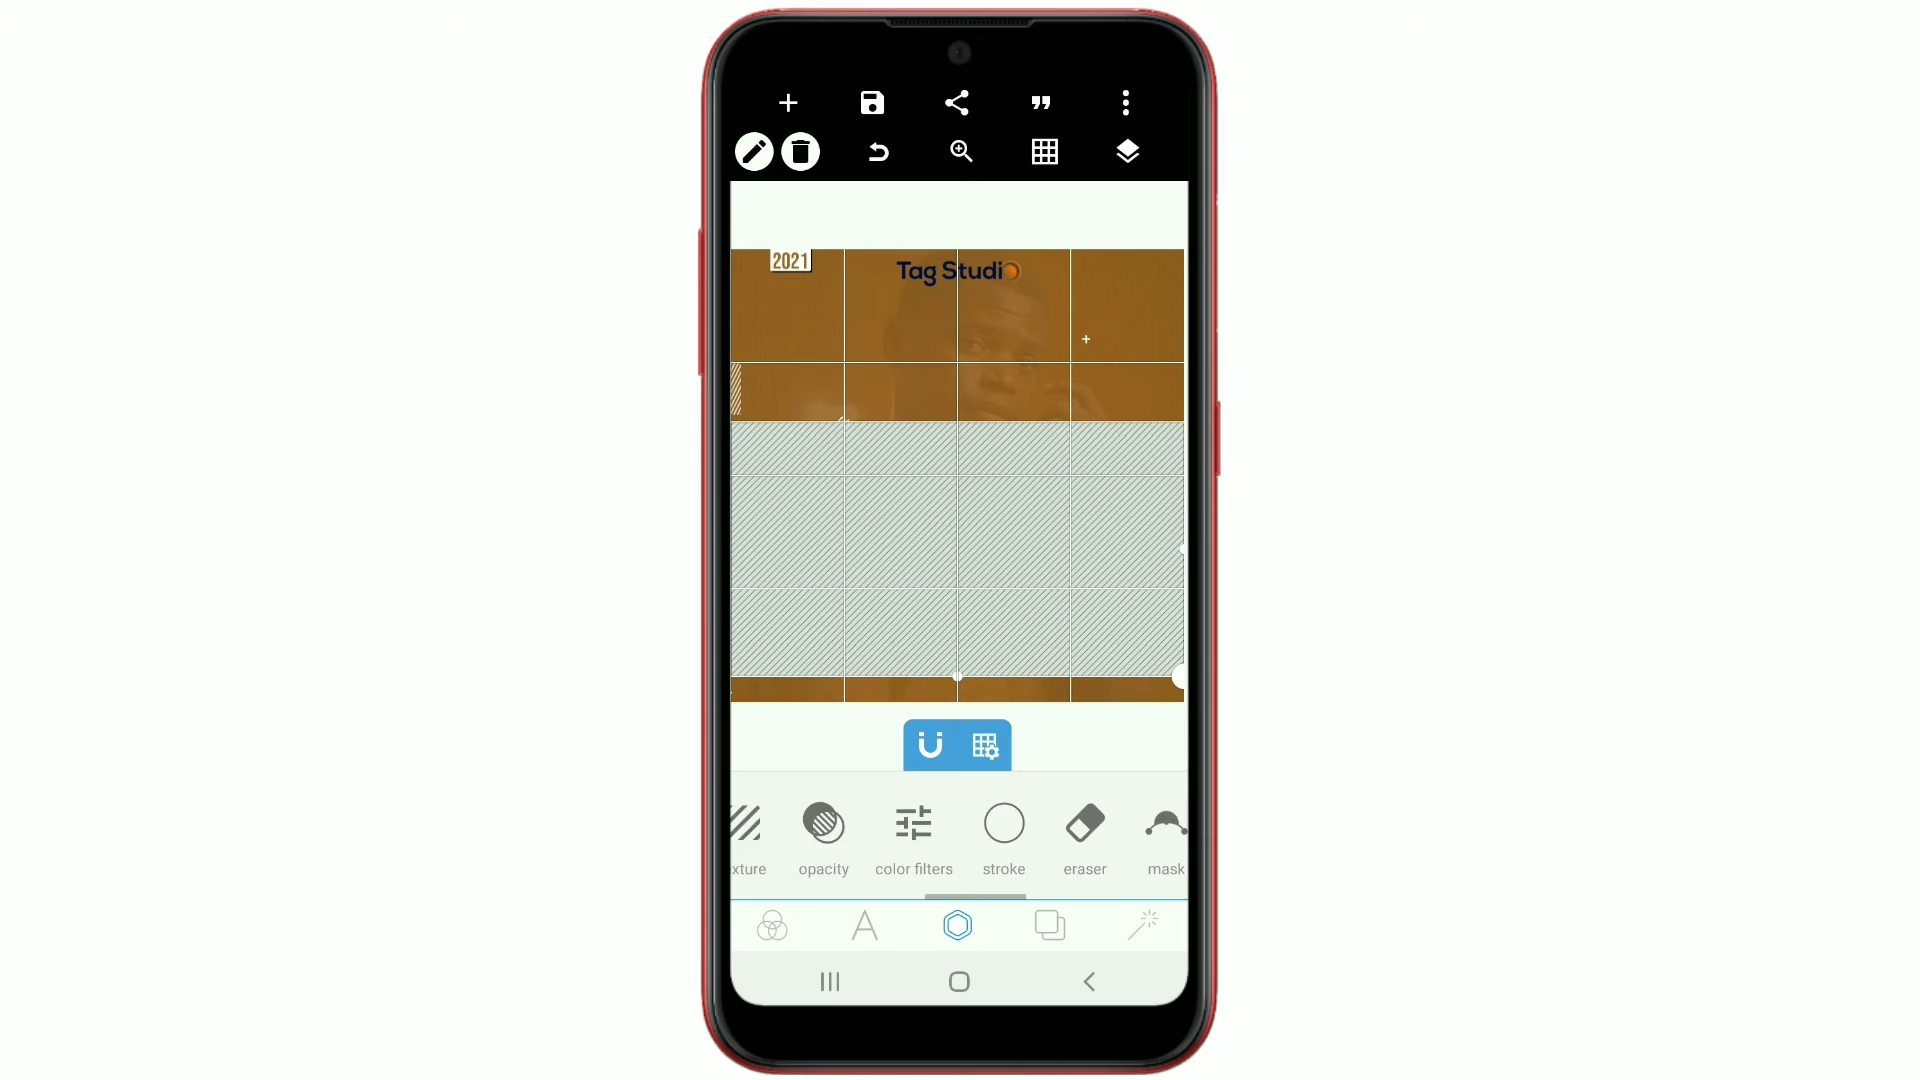 2021
Tag Studio
xture
opacity
color filters
stroke
eraser
mask